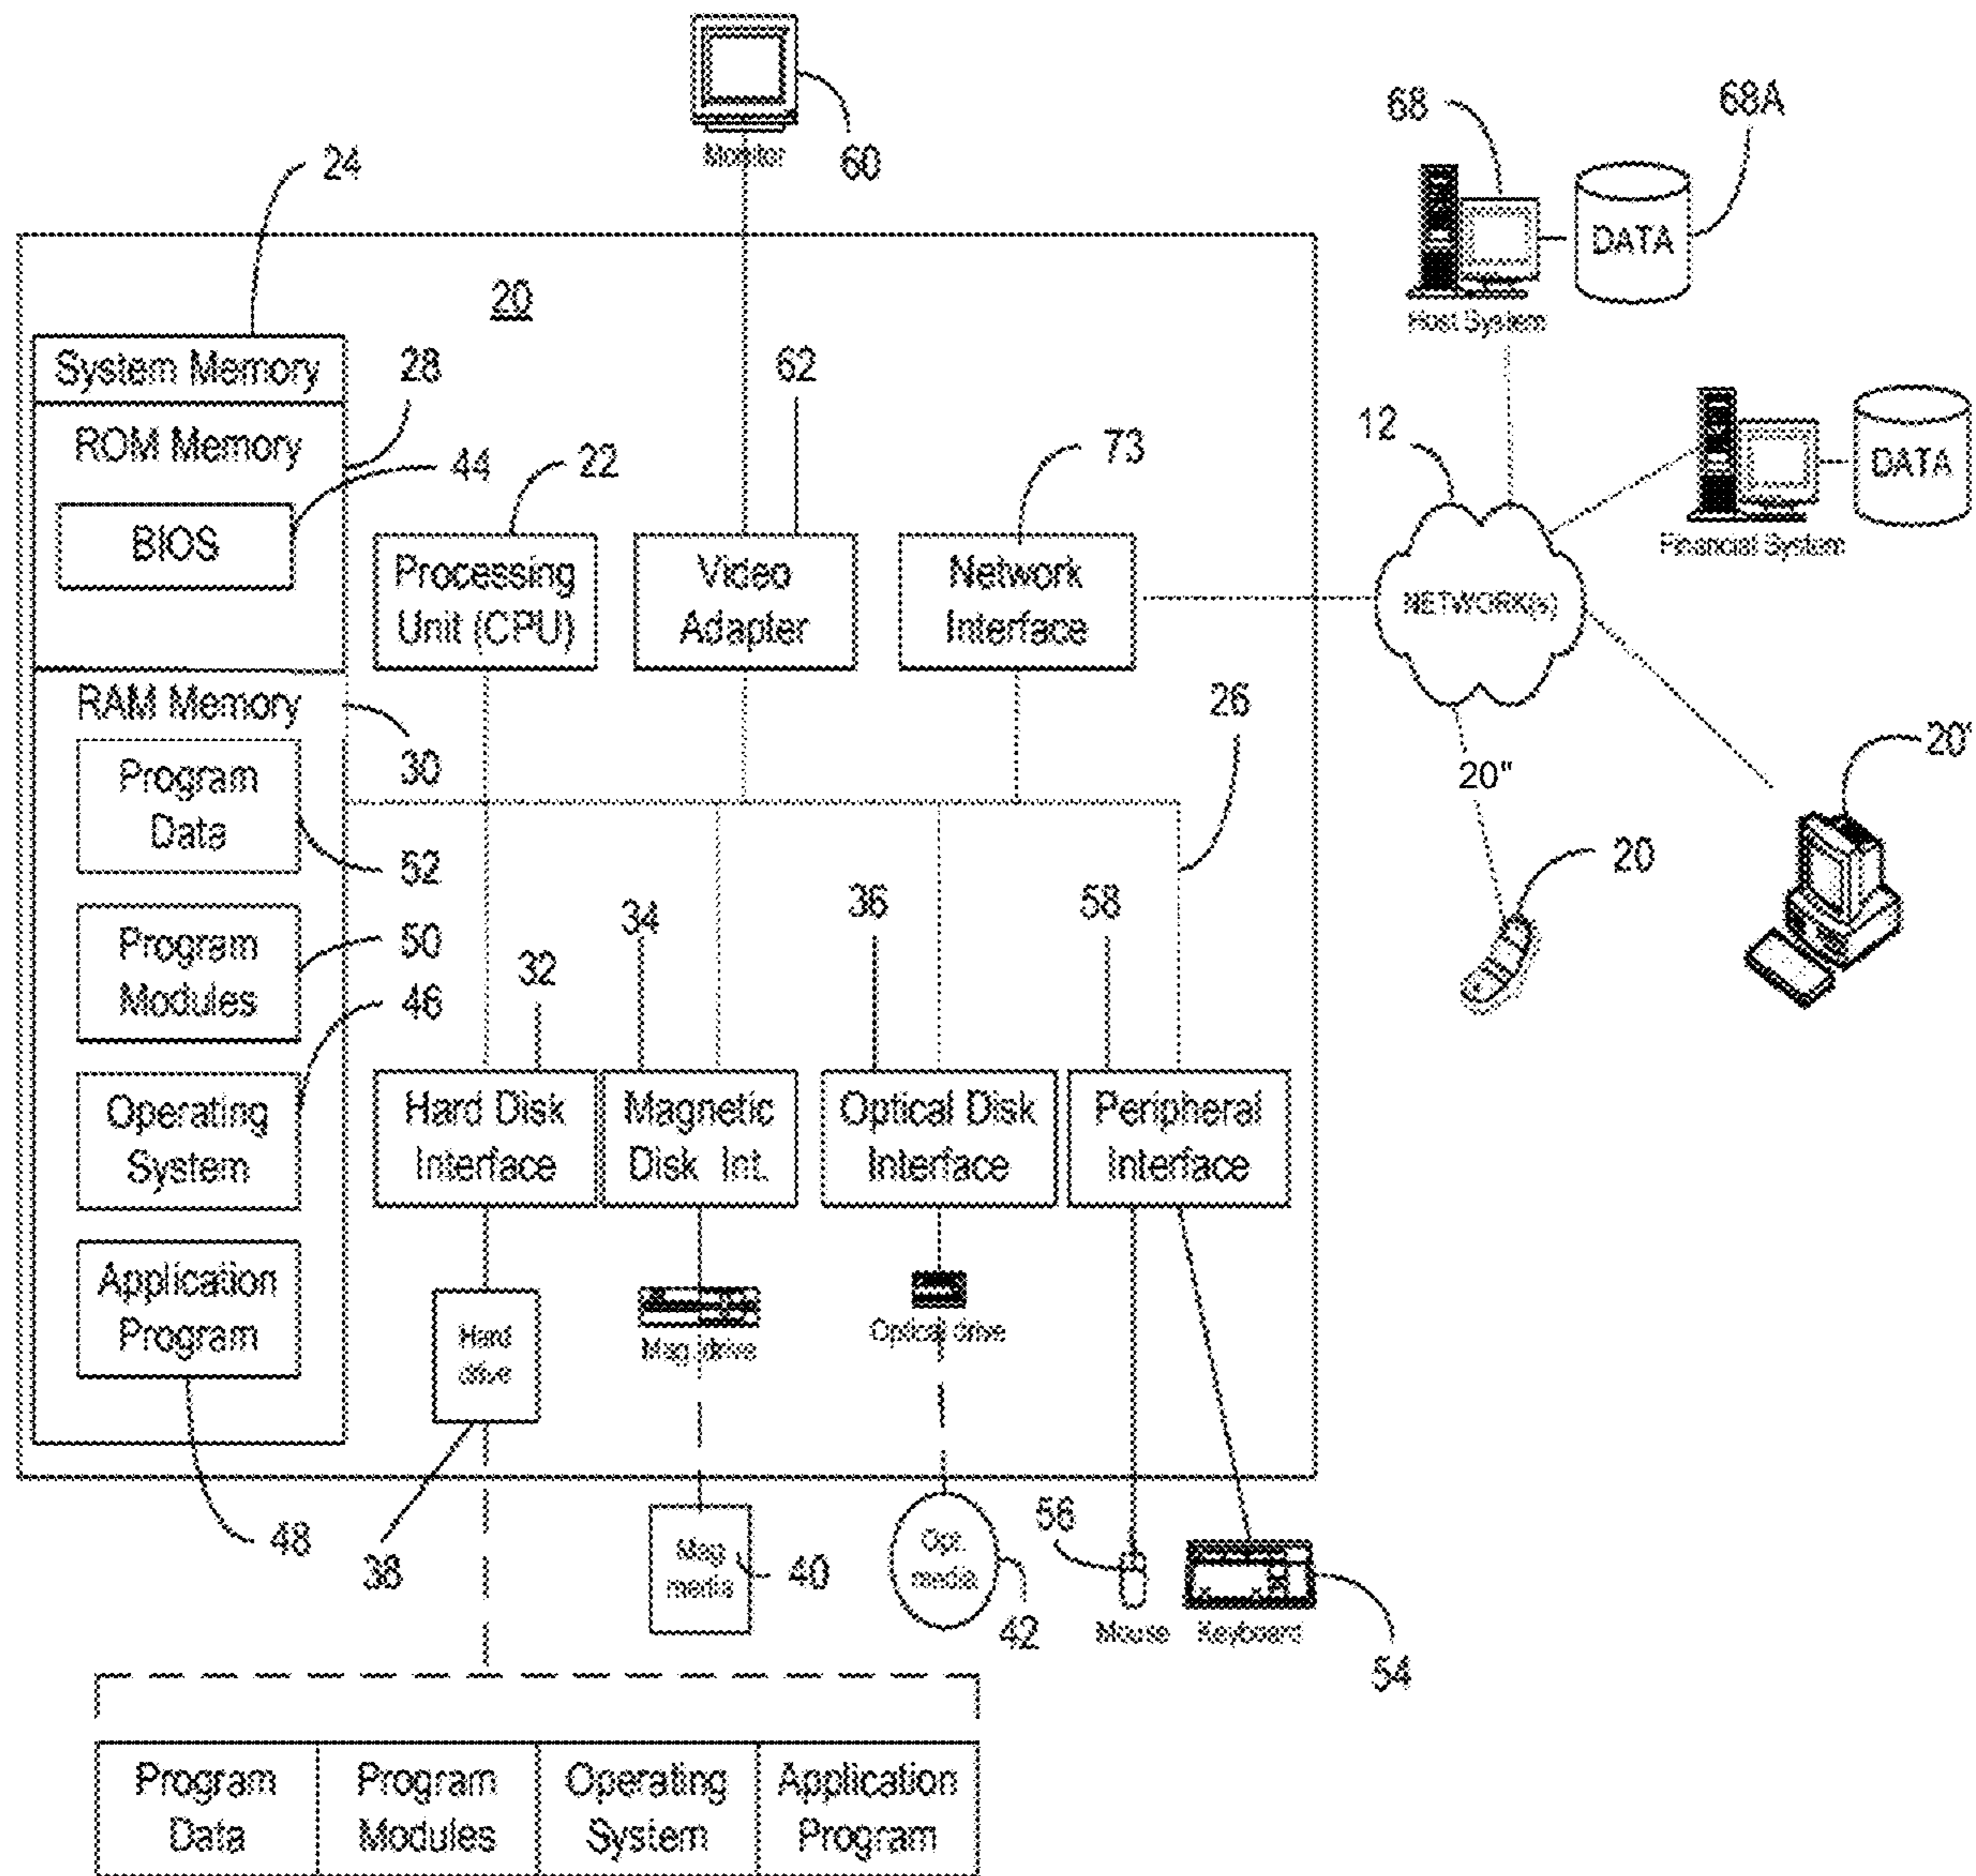 Monitor
60
68
68A
DATA
Host System
24
20
System Memory
28
ROM Memory
44
BIOS
22
Processing
Unit (CPU)
62
Video
Adapter
73
Network
Interface
12
NETWORK(s)
DATA
Financial System
RAM Memory
30
26
20"
20'
20
Program
Data
52
Program
Modules
50
Operating
System
46
Application
Program
48
32
34
36
58
Hard Disk
Interface
Magnetic
Disk Int.
Optical Disk
Interface
Peripheral
Interface
Hard
drive
Mag. drive
Optical drive
38
Mag
media
40
Opt.
media
42
56
Mouse
Keyboard
54
Program
Data
Program
Modules
Operating
System
Application
Program